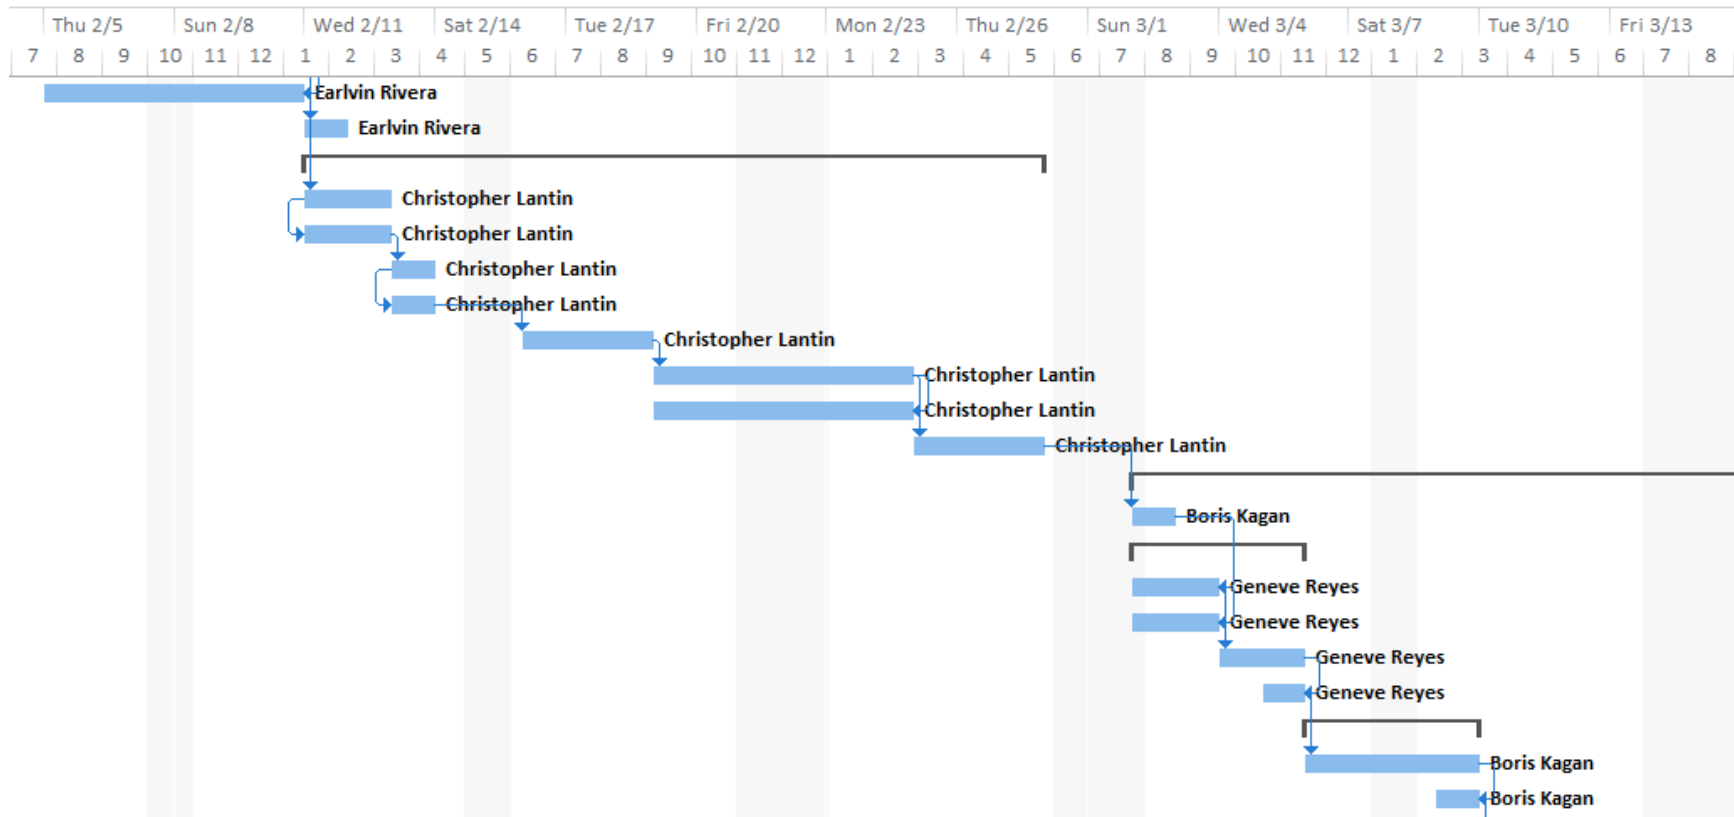 Thu 2/5 Sun 2/8 Wed 2/11 Sat 2/14 Tue 2/17 Fri 2/20 Mon 2/23 Thu 2/26 Sun 3/1 Wed 3/4 Sat 3/7 Tue 3/10 Fri 3/13
7 8 9 10 11 12 1 2 3 4 5 6 7 8 9 10 11 12 1 2 3 4 5 6 7 8 9 10 11 12 1 2 3 4 5 6 7 8
Earlvin Rivera
Earlvin Rivera
Christopher Lantin
Christopher Lantin
Christopher Lantin
Christopher Lantin
Christopher Lantin
Christopher Lantin
Christopher Lantin
Christopher Lantin
Boris Kagan
Geneve Reyes
Geneve Reyes
Geneve Reyes
Geneve Reyes
Boris Kagan
Boris Kagan